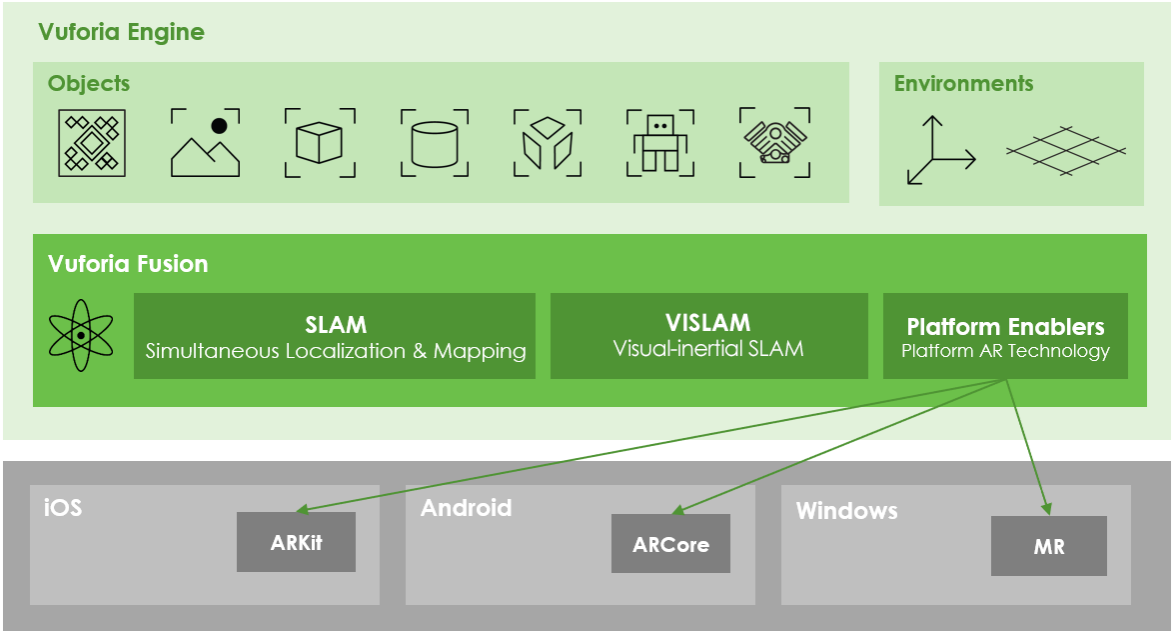 Vuforia Engine
Objects
Environments
Vuforia Fusion
SLAM
Simultaneous Localization & Mapping
VISLAM
Visual-inertial SLAM
Platform Enablers
Platform AR Technology
iOS
ARKit
Android
ARCore
Windows
MR